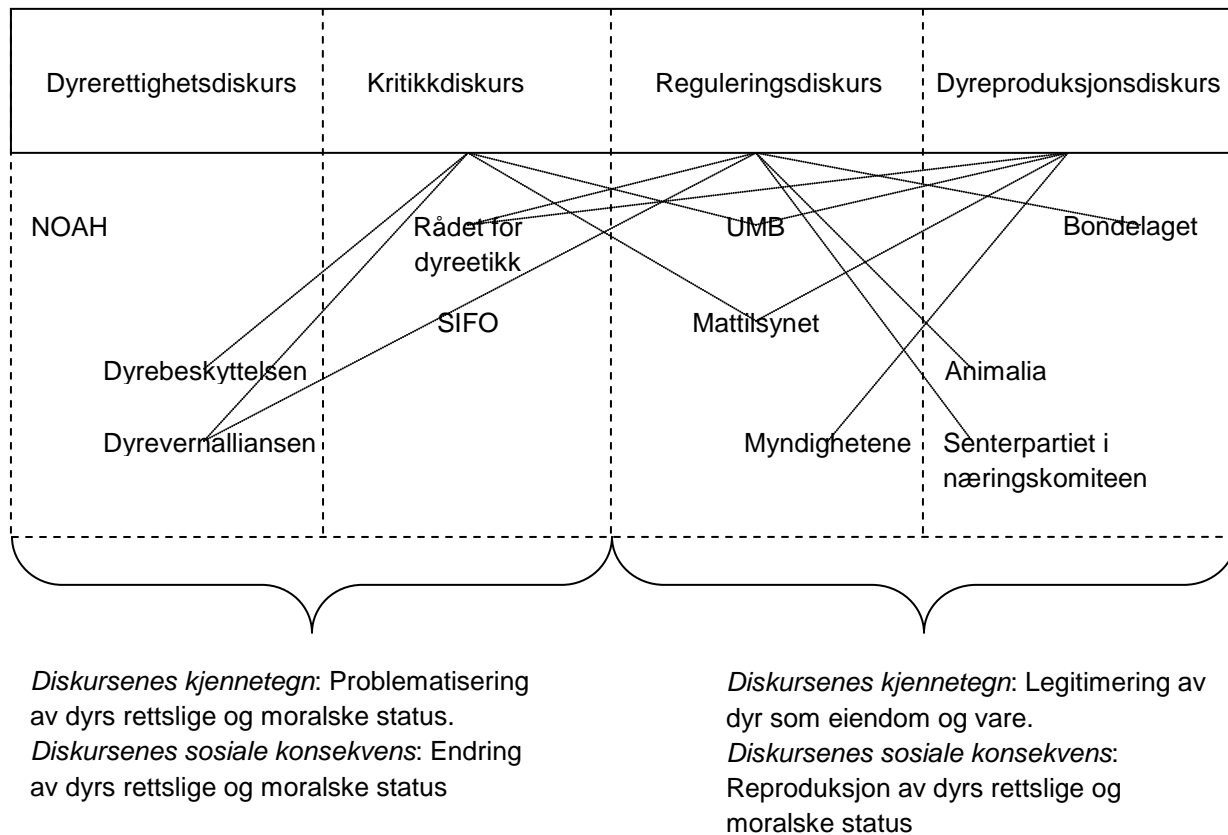 Dyrerettighetsdiskurs
Kritikkdiskurs
Reguleringsdiskurs
Dyreproduksjonsdiskurs
NOAH
Rådet for
dyreetikk
UMB
Bondelaget
SIFO
Mattilsynet
Dyrebeskyttelsen
Animalia
Dyrevernalliansen
Myndighetene
Senterpartiet i
næringskomiteen
Diskursenes kjennetegn: Problematisering
av dyrs rettslige og moralske status.
Diskursenes sosiale konsekvens: Endring
av dyrs rettslige og moralske status
Diskursenes kjennetegn: Legitimering av
dyr som eiendom og vare.
Diskursenes sosiale konsekvens:
Reproduksjon av dyrs rettslige og
moralske status